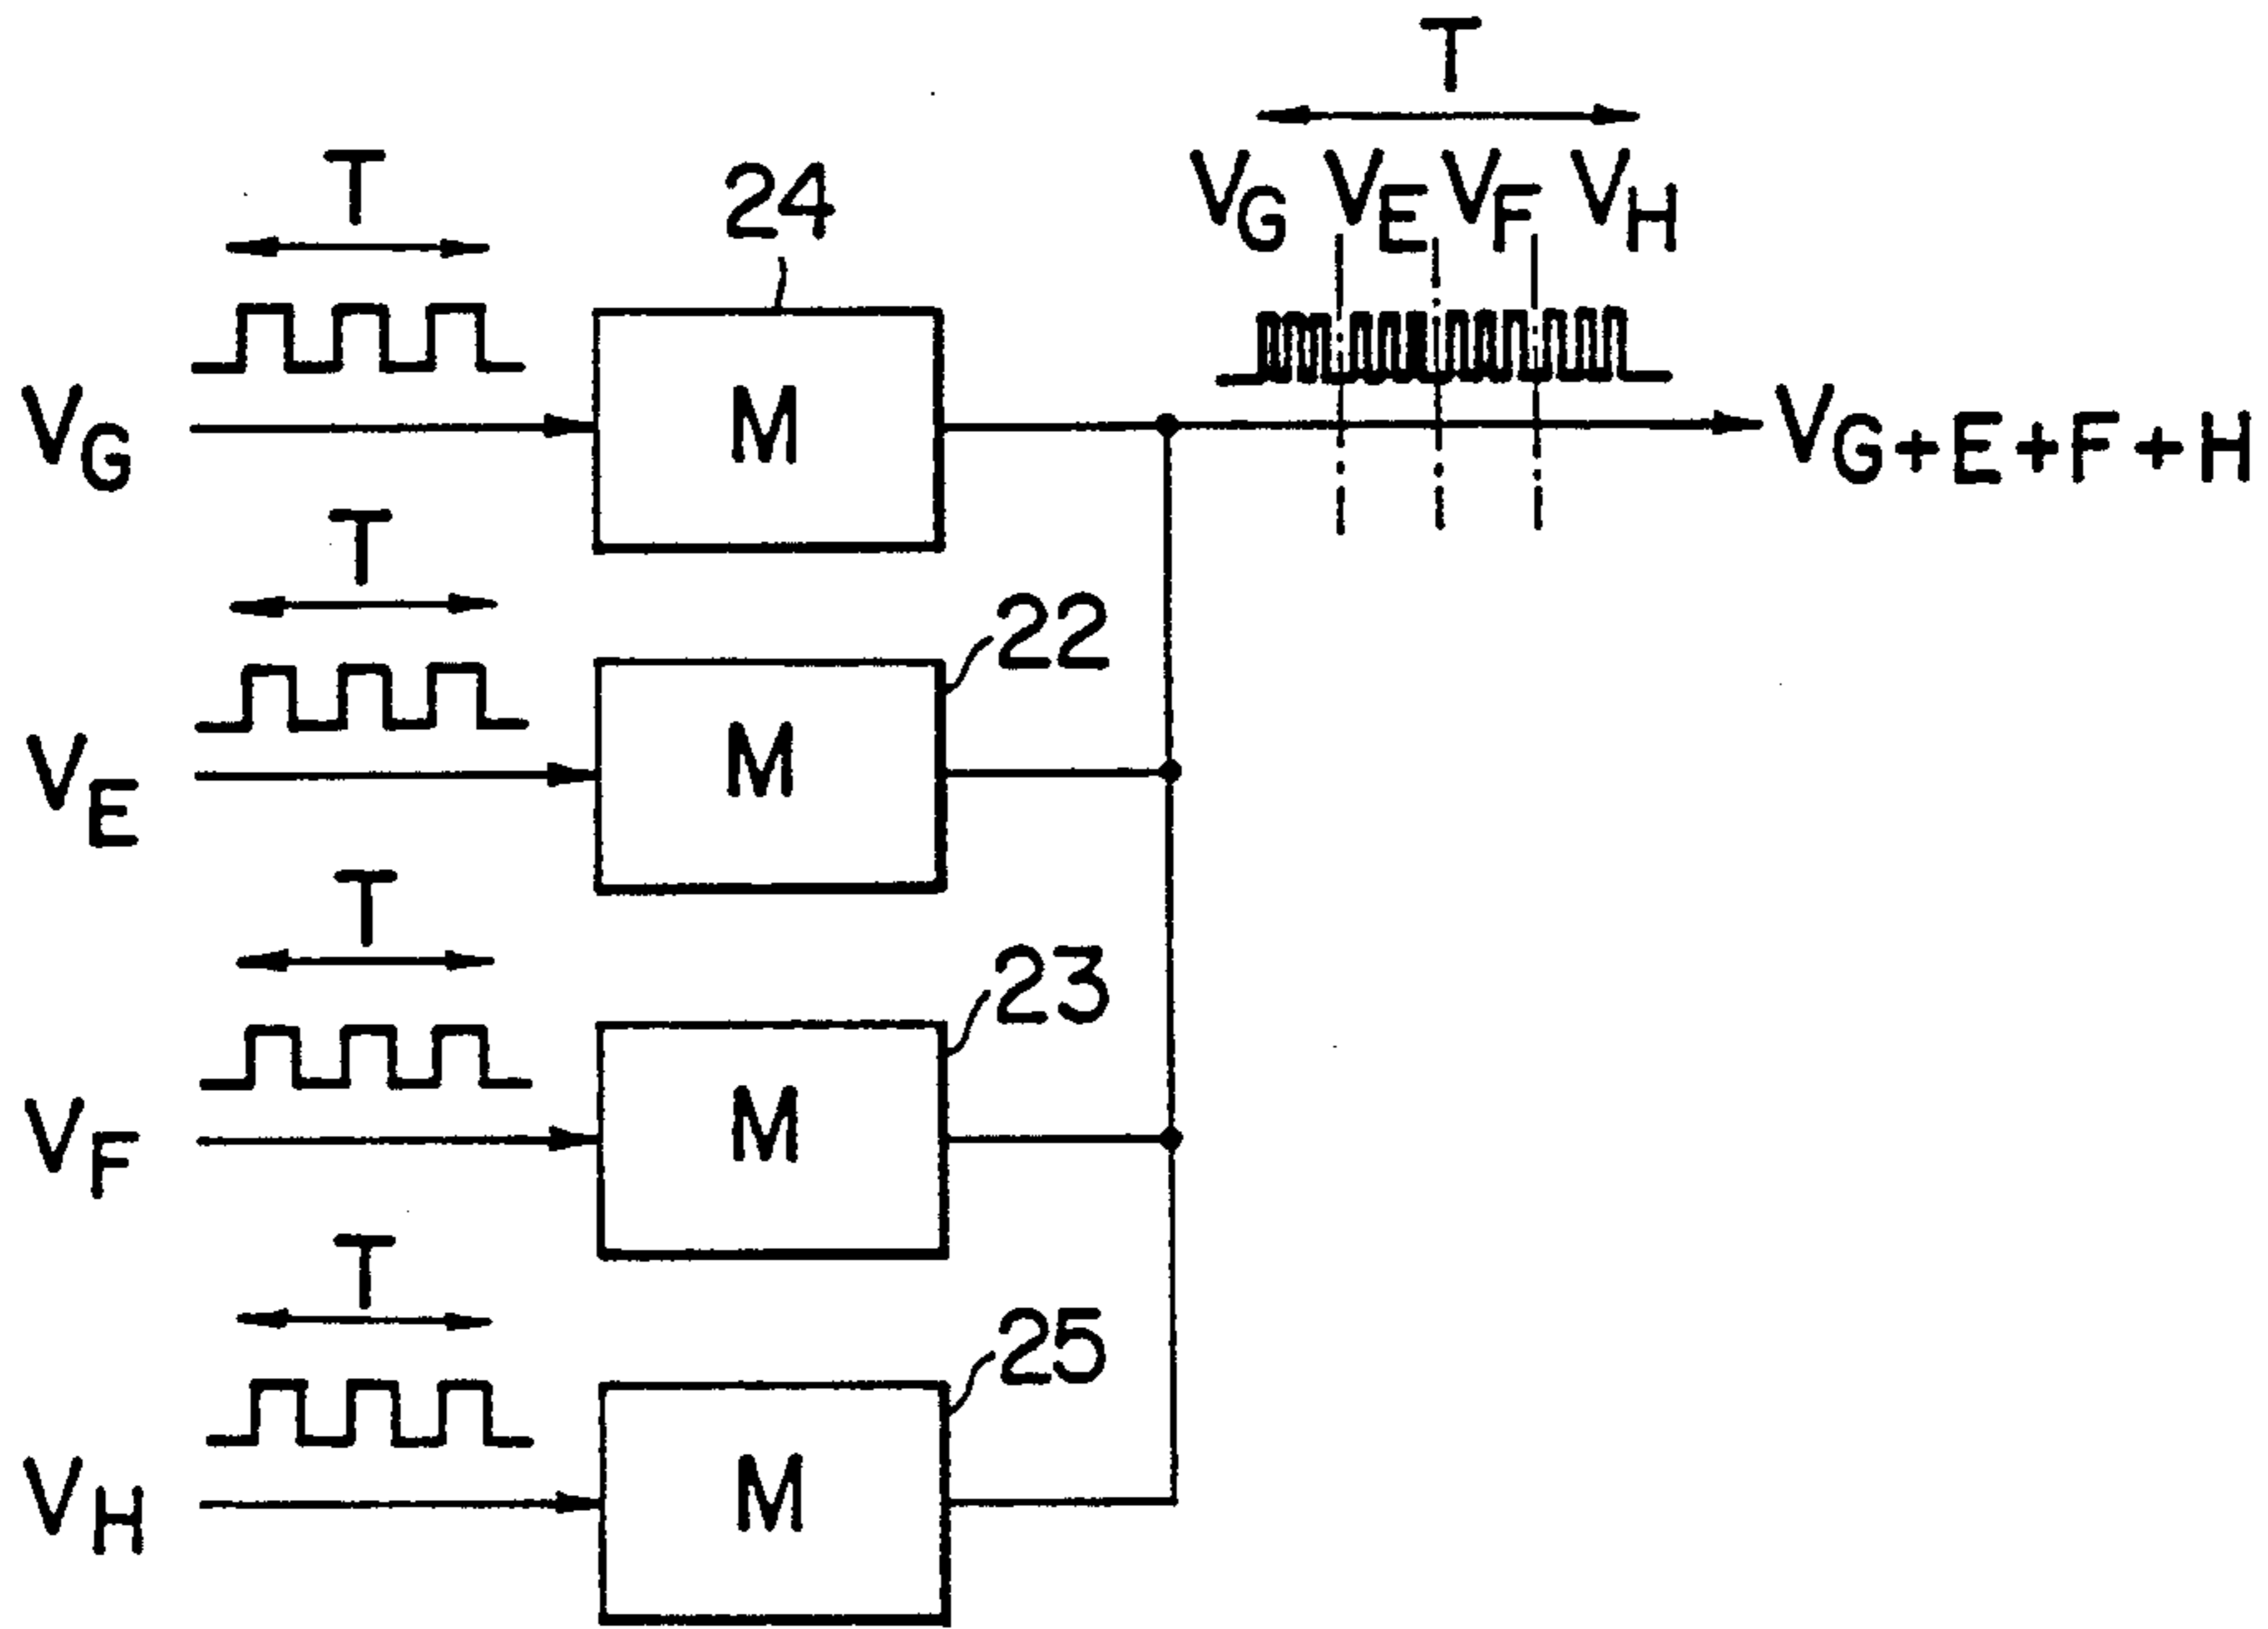 T
V_G V_E V_F V_H
T
24
V_G
M
V_G+E+F+H
T
22
V_E
M
T
23
V_F
M
T
25
V_H
M